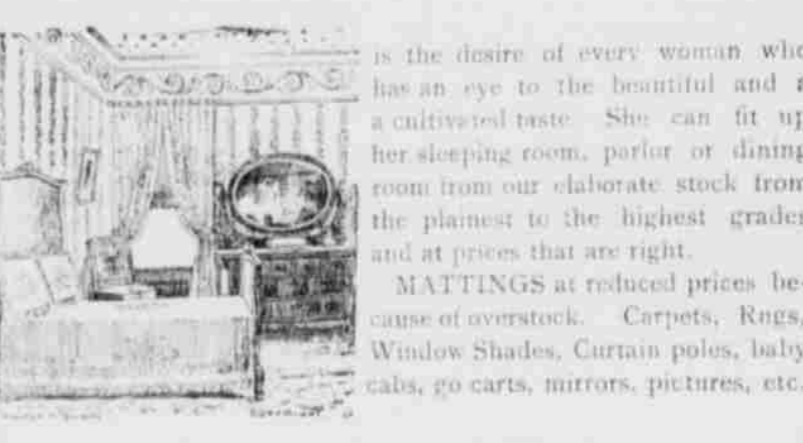 is the desire of every woman who
has an eye to the beautiful and a
a cultivated taste She can fit up
her sleeping room, parlor or dining
room from our elaborate stock from
the plainest to the highest grades
and at prices that are right.
MATTINGS at reduced prices be-
cause of overstock. Carpets, Rugs,
Window Shades, Curtain poles, baby
cabs, go carts, mirrors, pictures, etc.